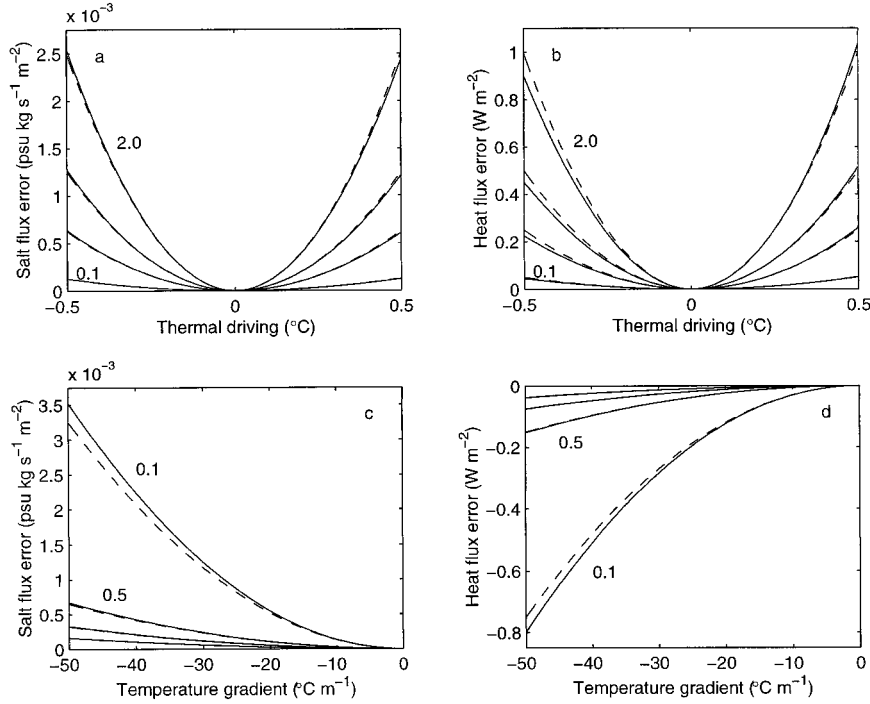 x 10⁻³
a
2.5
2
1.5
1
0.5
0
2.0
0.1
−0.5 0 0.5
Salt flux error (psu kg s⁻¹ m⁻²)
Thermal driving (°C)
b
1
0.8
0.6
0.4
0.2
0
2.0
0.1
−0.5 0 0.5
Heat flux error (W m⁻²)
Thermal driving (°C)
x 10⁻³
c
3.5
3
2.5
2
1.5
1
0.5
0
0.1
0.5
−50 −40 −30 −20 −10 0
Salt flux error (psu kg s⁻¹ m⁻²)
Temperature gradient (°C m⁻¹)
d
0
−0.2
−0.4
−0.6
−0.8
0.5
0.1
−50 −40 −30 −20 −10 0
Heat flux error (W m⁻²)
Temperature gradient (°C m⁻¹)